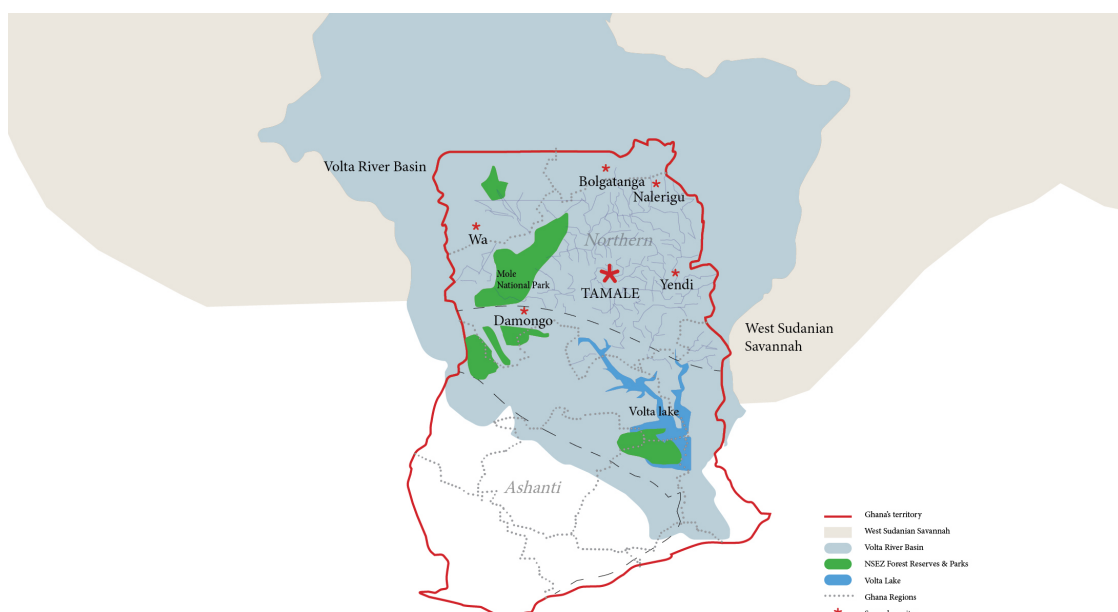 Volta River Basin
Bolgatanga
Nalerigu
Wa
Northern
Mole
National Park
TAMALE
Yendi
Damongo
West Sudanian
Savannah
Volta lake
Ashanti
Ghana's territory
West Sudanian Savannah
Volta River Basin
NSEZ Forest Reserves & Parks
Volta Lake
Ghana Regions